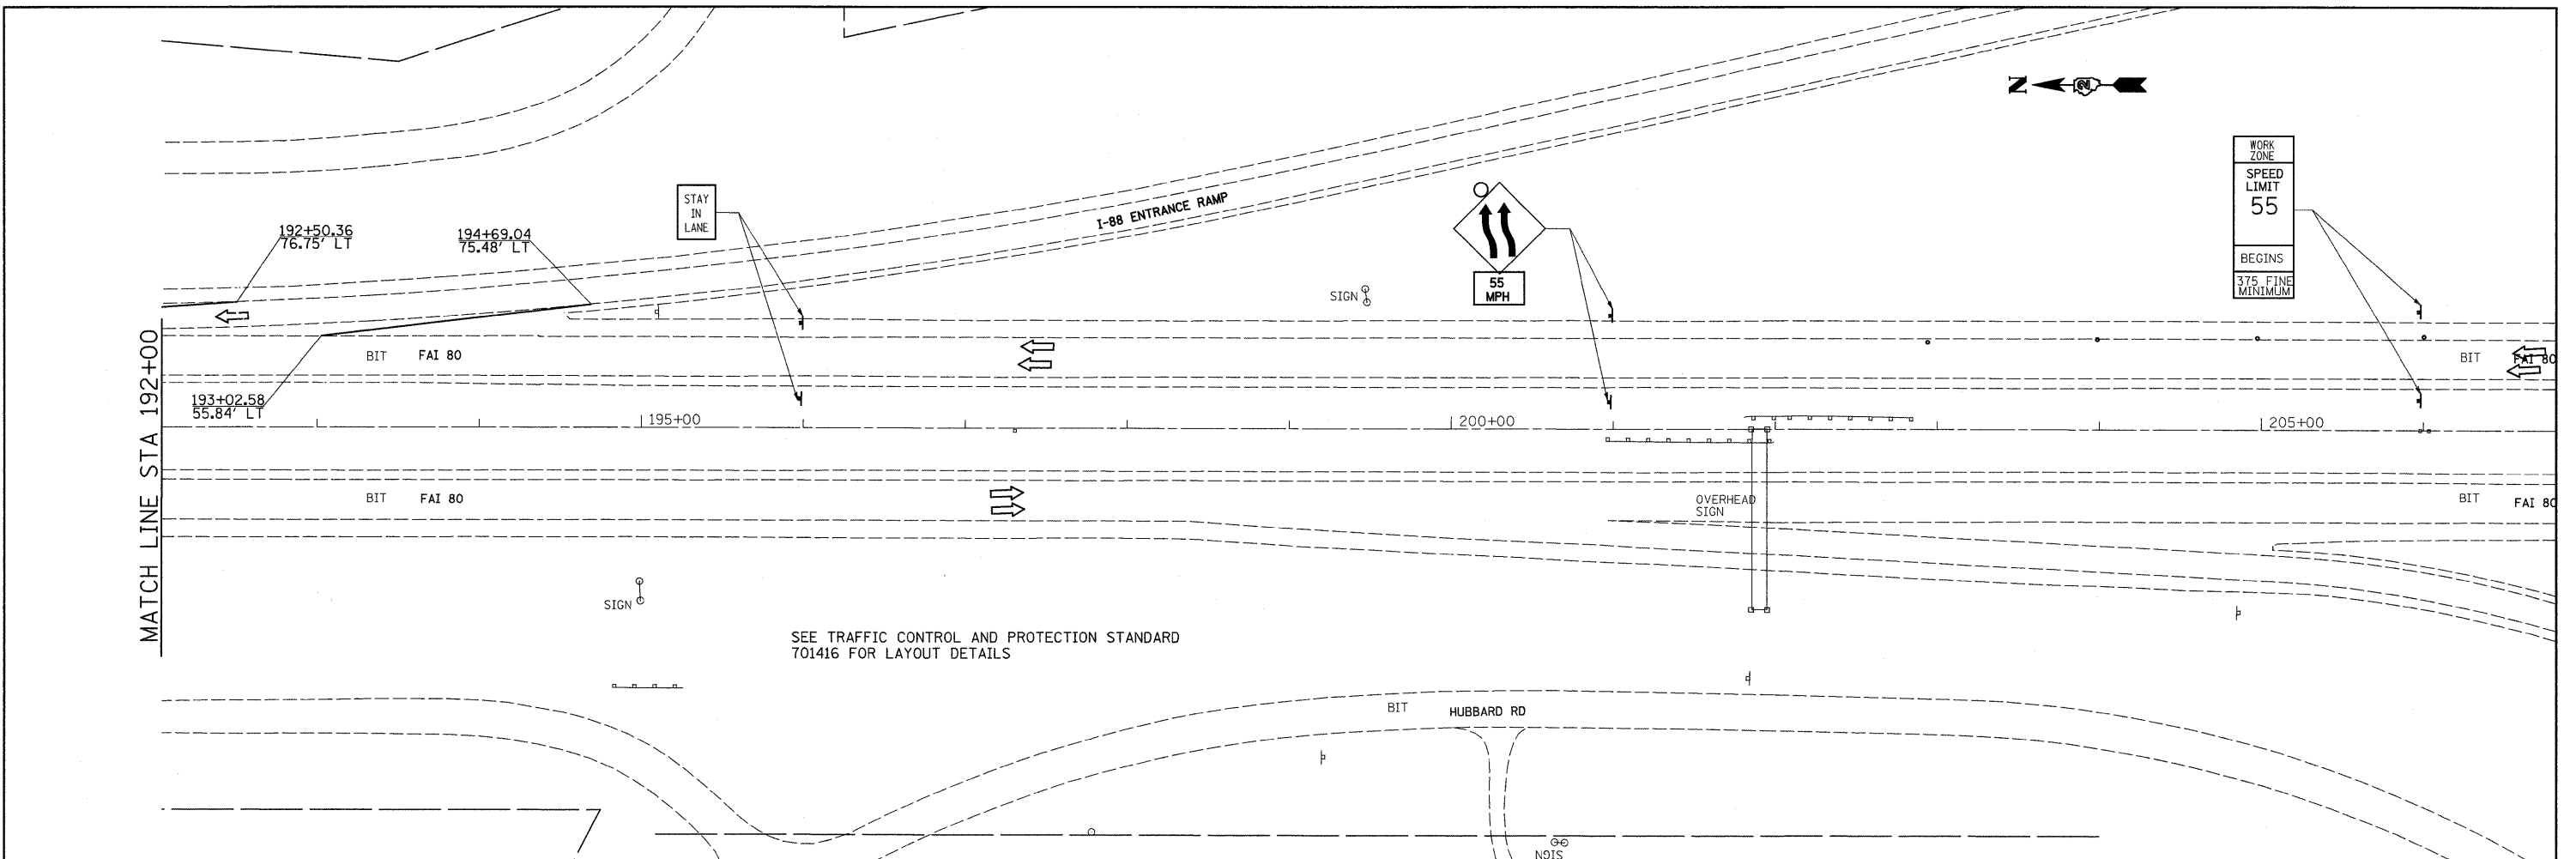 N
2
WORK
ZONE
SPEED
LIMIT
55
BEGINS
375 FINE
MINIMUM
STAY
IN
LANE
I-88 ENTRANCE RAMP
192+50.36
76.75' LT
194+69.04
75.48' LT
55
MPH
SIGN
BIT FAI 80
BIT FAI 80
193+02.58
55.84' LT
195+00
200+00
205+00
MATCH LINE STA 192+00
BIT FAI 80
OVERHEAD
SIGN
BIT FAI 80
SIGN
SEE TRAFFIC CONTROL AND PROTECTION STANDARD
701416 FOR LAYOUT DETAILS
BIT HUBBARD RD
SIGN